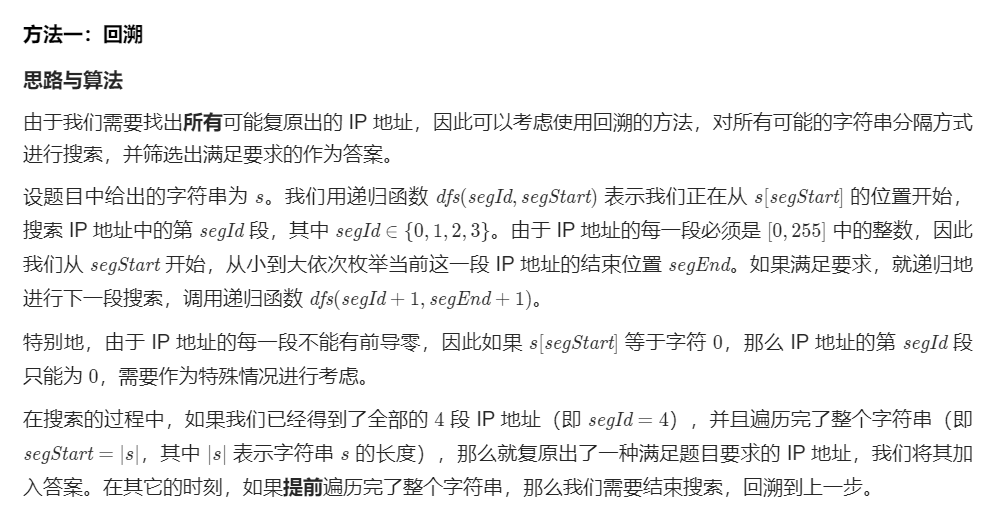 方法一：回溯
思路与算法
由于我们需要找出所有可能复原出的 IP 地址，因此可以考虑使用回溯的方法，对所有可能的字符串分隔方式
进行搜索，并筛选出满足要求的作为答案。
设题目中给出的字符串为 s。我们用递归函数 dfs(segId, segStart) 表示我们正在从 s[segStart] 的位置开始，
搜索 IP 地址中的第 segId 段，其中 segId ∈ {0, 1, 2, 3}。由于 IP 地址的每一段必须是 [0, 255] 中的整数，因此
我们从 segStart 开始，从小到大依次枚举当前这一段 IP 地址的结束位置 segEnd。如果满足要求，就递归地
进行下一段搜索，调用递归函数 dfs(segId + 1, segEnd + 1)。
特别地，由于 IP 地址的每一段不能有前导零，因此如果 s[segStart] 等于字符 0，那么 IP 地址的第 segId 段
只能为 0，需要作为特殊情况进行考虑。
在搜索的过程中，如果我们已经得到了全部的 4 段 IP 地址（即 segId = 4），并且遍历完了整个字符串（即
segStart = |s|，其中 |s| 表示字符串 s 的长度），那么就复原出了一种满足题目要求的 IP 地址，我们将其加
入答案。在其它的时刻，如果提前遍历完了整个字符串，那么我们需要结束搜索，回溯到上一步。